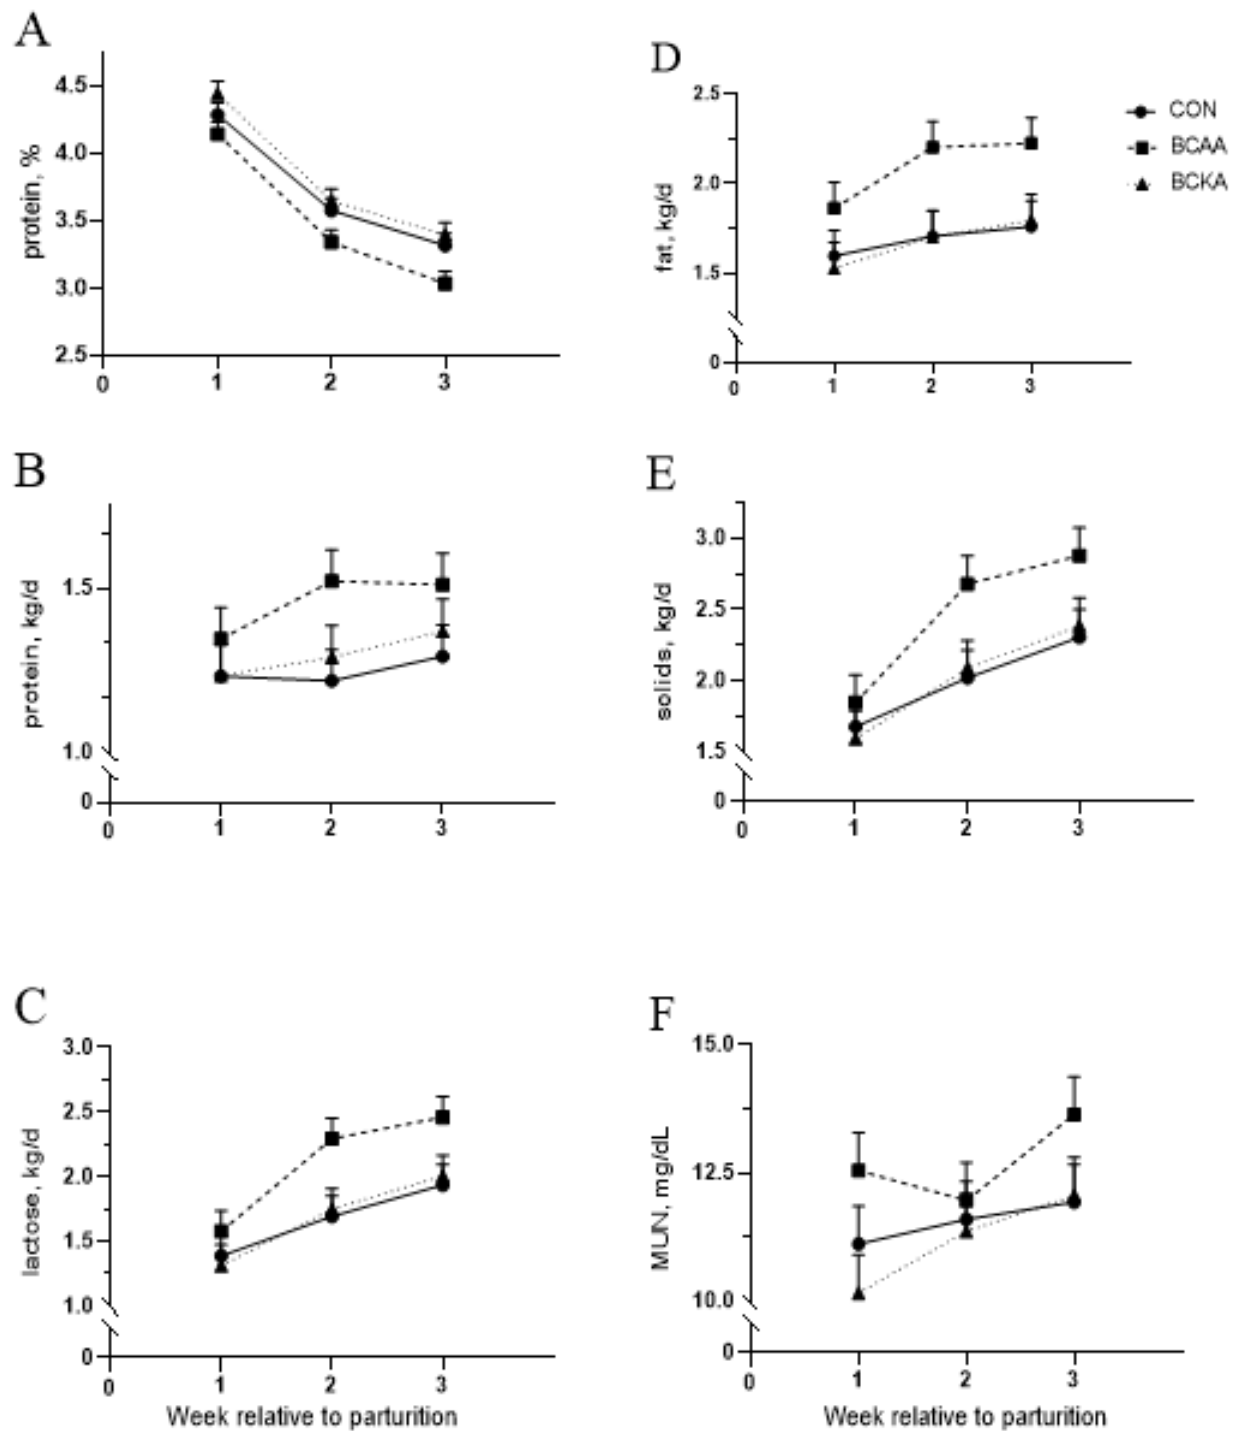 A
protein, %
4.5
4.0
3.5
3.0
2.5
0 1 2 3
D
fat, kg/d
2.5
2.0
1.5
0
0 1 2 3
CON
BCAA
BCKA
B
protein, kg/d
1.5
1.0
0
0 1 2 3
E
solids, kg/d
3.0
2.5
2.0
1.5
0
0 1 2 3
C
lactose, kg/d
3.0
2.5
2.0
1.5
1.0
0
0 1 2 3
Week relative to parturition
F
MUN, mg/dL
15.0
12.5
10.0
0
0 1 2 3
Week relative to parturition